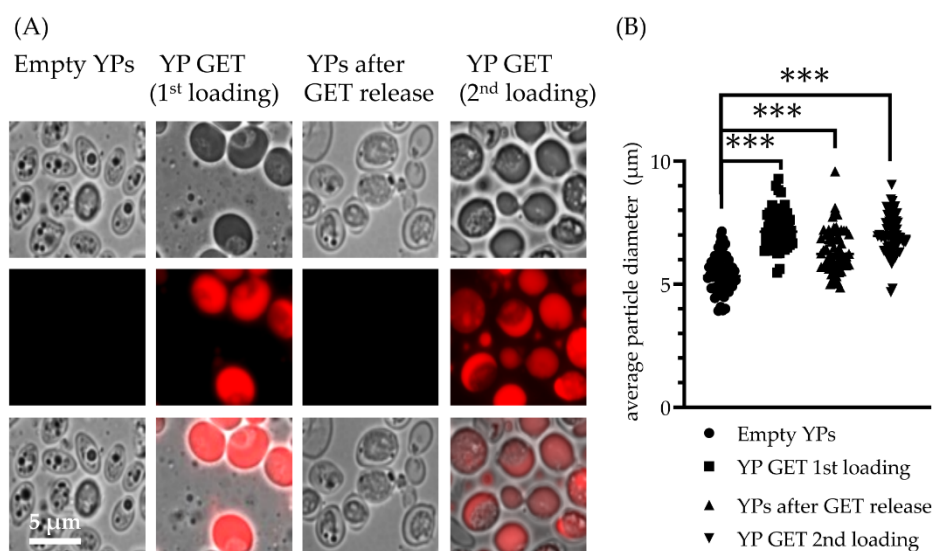 (A)
Empty YPs
YP GET
(1st loading)
YPs after
GET release
YP GET
(2nd loading)
5 μm
(B)
***
***
***
10
5
0
average particle diameter (μm)
Empty YPs
YP GET 1st loading
YPs after GET release
YP GET 2nd loading